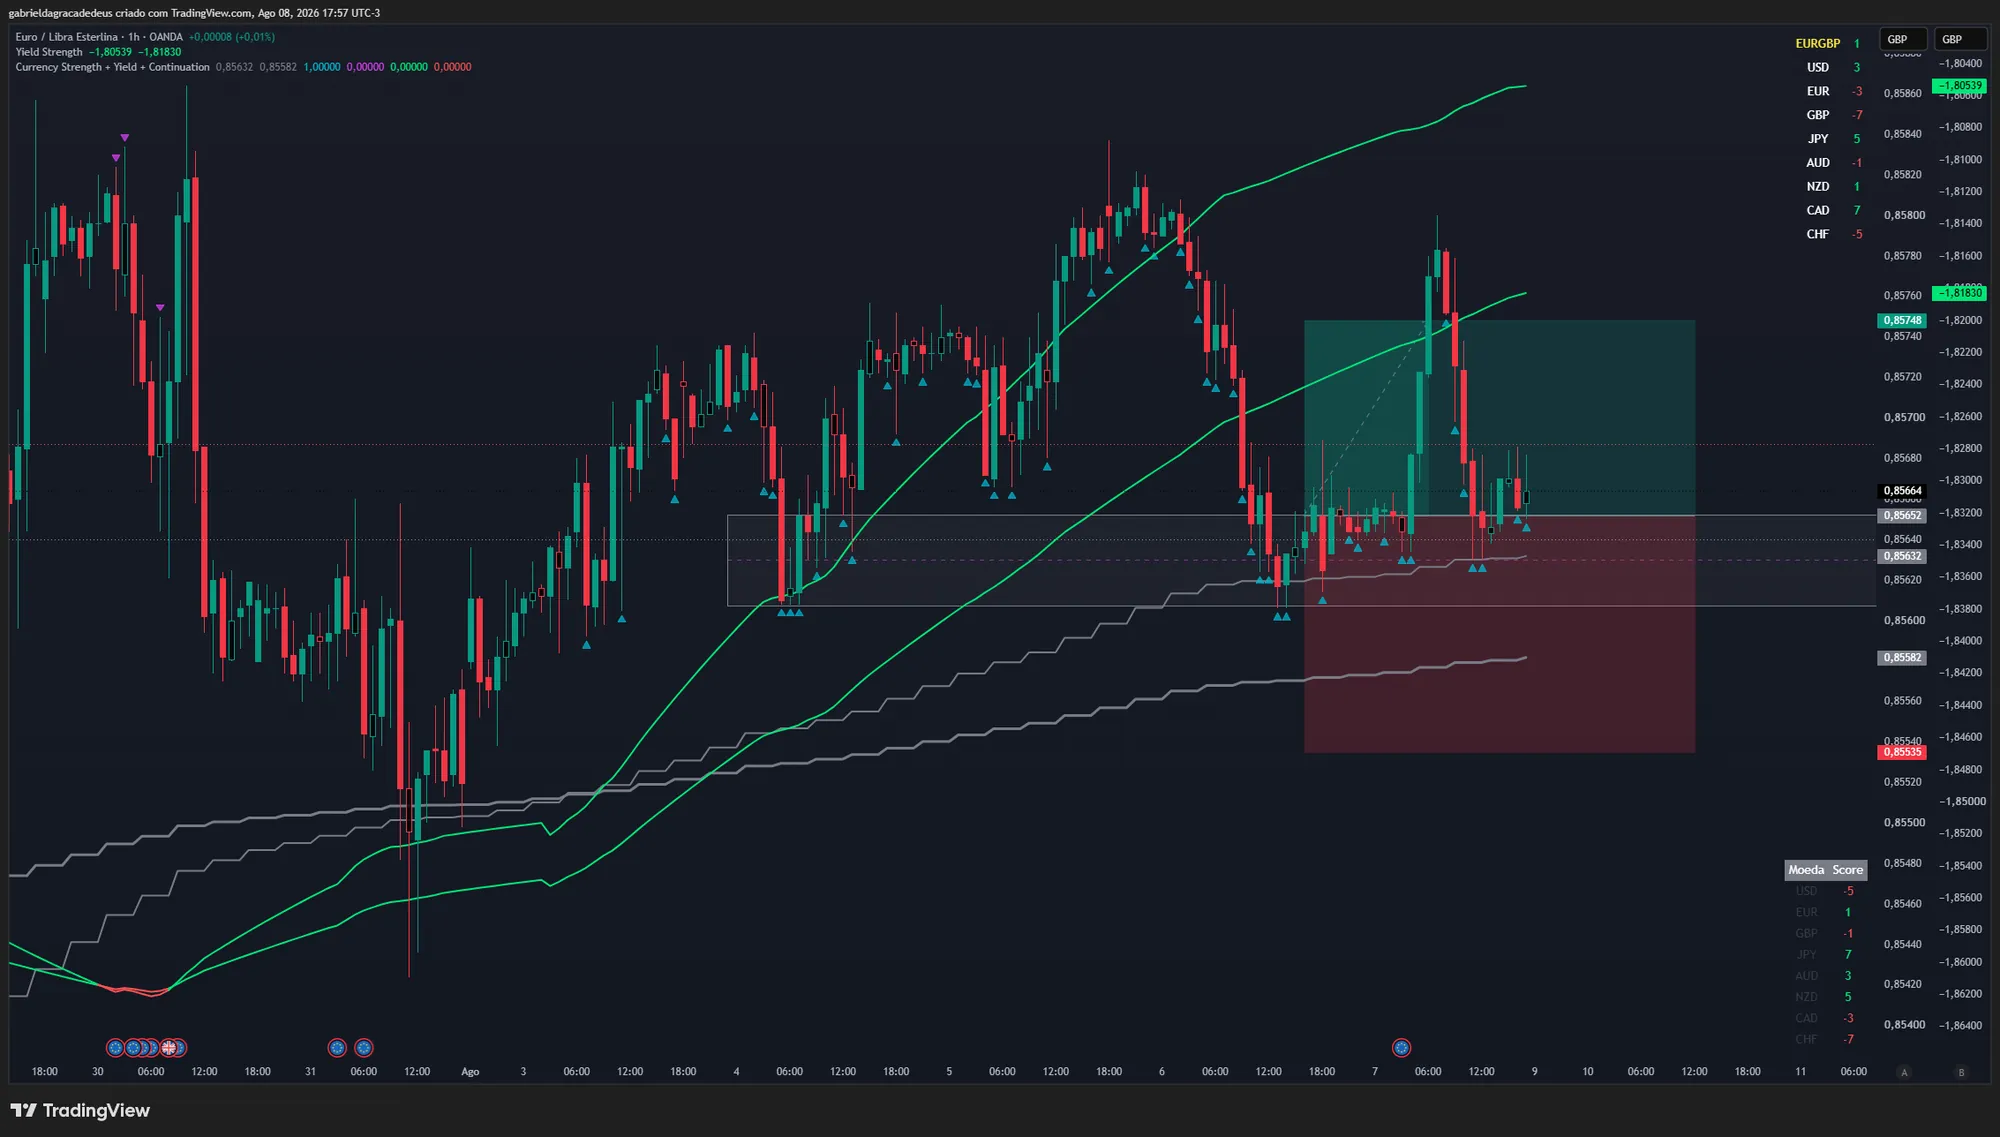 gabrieldagracadedeus criado com TradingView.com, Ago 08, 2026 17:57 UTC-3
Euro / Libra Esterlina · 1h · OANDA +0,00008 (+0,01%)
Yield Strength −1,80539 −1,81830
Currency Strength + Yield + Continuation 0,85632 0,85582 1,00000 0,00000 0,00000 0,00000
EURGBP 1
USD 3
EUR -3
GBP -7
JPY 5
AUD -1
NZD 1
CAD 7
CHF -5
GBP
GBP
0,85860
0,85840
0,85820
0,85800
0,85780
0,85760
0,85748
0,85740
0,85720
0,85700
0,85680
0,85664
0,85652
0,85640
0,85632
0,85620
0,85600
0,85582
0,85560
0,85540
0,85535
0,85520
0,85500
0,85480
0,85460
0,85440
0,85420
0,85400
−1,80400
−1,80539
−1,80600
−1,80800
−1,81000
−1,81200
−1,81400
−1,81600
−1,81830
−1,82000
−1,82200
−1,82400
−1,82600
−1,82800
−1,83000
−1,83200
−1,83400
−1,83600
−1,83800
−1,84000
−1,84200
−1,84400
−1,84600
−1,84800
−1,85000
−1,85200
−1,85400
−1,85600
−1,85800
−1,86000
−1,86200
−1,86400
Moeda Score
USD -5
EUR 1
GBP -1
JPY 7
AUD 3
NZD 5
CAD -3
CHF -7
18:00 30 06:00 12:00 18:00 31 06:00 12:00 Ago 3 06:00 12:00 18:00 4 06:00 12:00 18:00 5 06:00 12:00 18:00 6 06:00 12:00 18:00 7 06:00 12:00 9 10 06:00 12:00 18:00 11 06:00 A B
TradingView